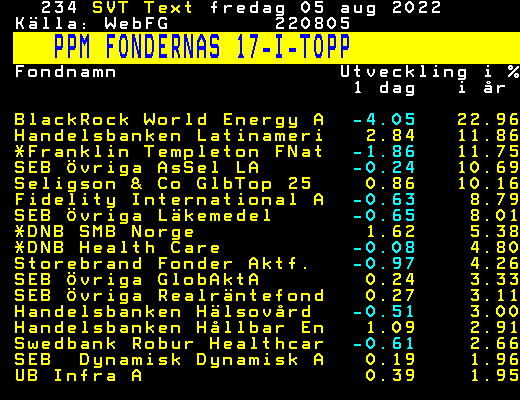 234 SVT Text fredag 05 aug 2022
Källa: WebFG 220805
PPM FONDERNAS 17-I-TOPP
Fondnamn Utveckling i %
1 dag i år
BlackRock World Energy A -4.05 22.96
Handelsbanken Latinameri 2.84 11.86
*Franklin Templeton FNat -1.86 11.75
SEB Övriga AsSel LA -0.24 10.69
Seligson & Co GlbTop 25 0.86 10.16
Fidelity International A -0.63 8.79
SEB Övriga Läkemedel -0.65 8.01
*DNB SMB Norge 1.62 5.38
*DNB Health Care -0.08 4.80
Storebrand Fonder Aktf. -0.97 4.26
SEB Övriga GlobAktA 0.24 3.33
SEB Övriga Realräntefond 0.27 3.11
Handelsbanken Hälsovård -0.51 3.00
Handelsbanken Hållbar En 1.09 2.91
Swedbank Robur Healthcar -0.61 2.66
SEB Dynamisk Dynamisk A 0.19 1.96
UB Infra A 0.39 1.95